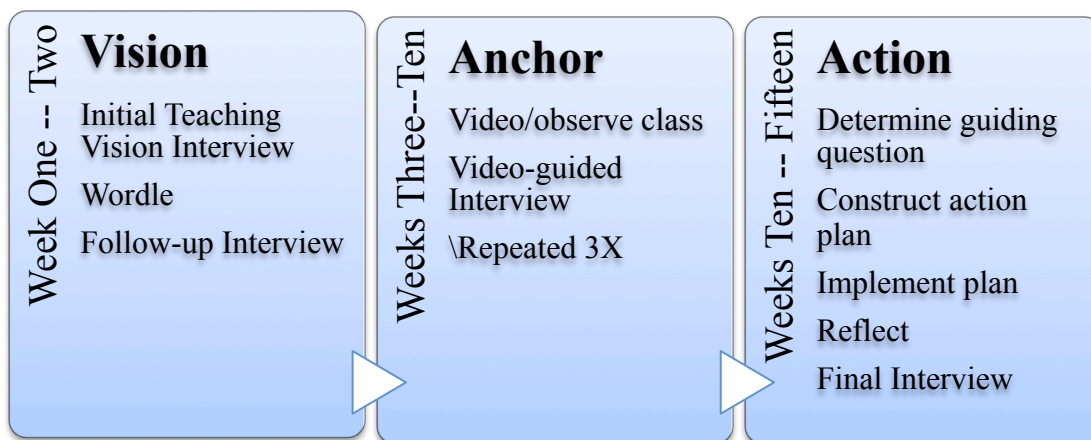 Week One -- Two
Vision
Initial Teaching
Vision Interview
Wordle
Follow-up Interview
Weeks Three--Ten
Anchor
Video/observe class
Video-guided
Interview
\Repeated 3X
Weeks Ten -- Fifteen
Action
Determine guiding
question
Construct action
plan
Implement plan
Reflect
Final Interview